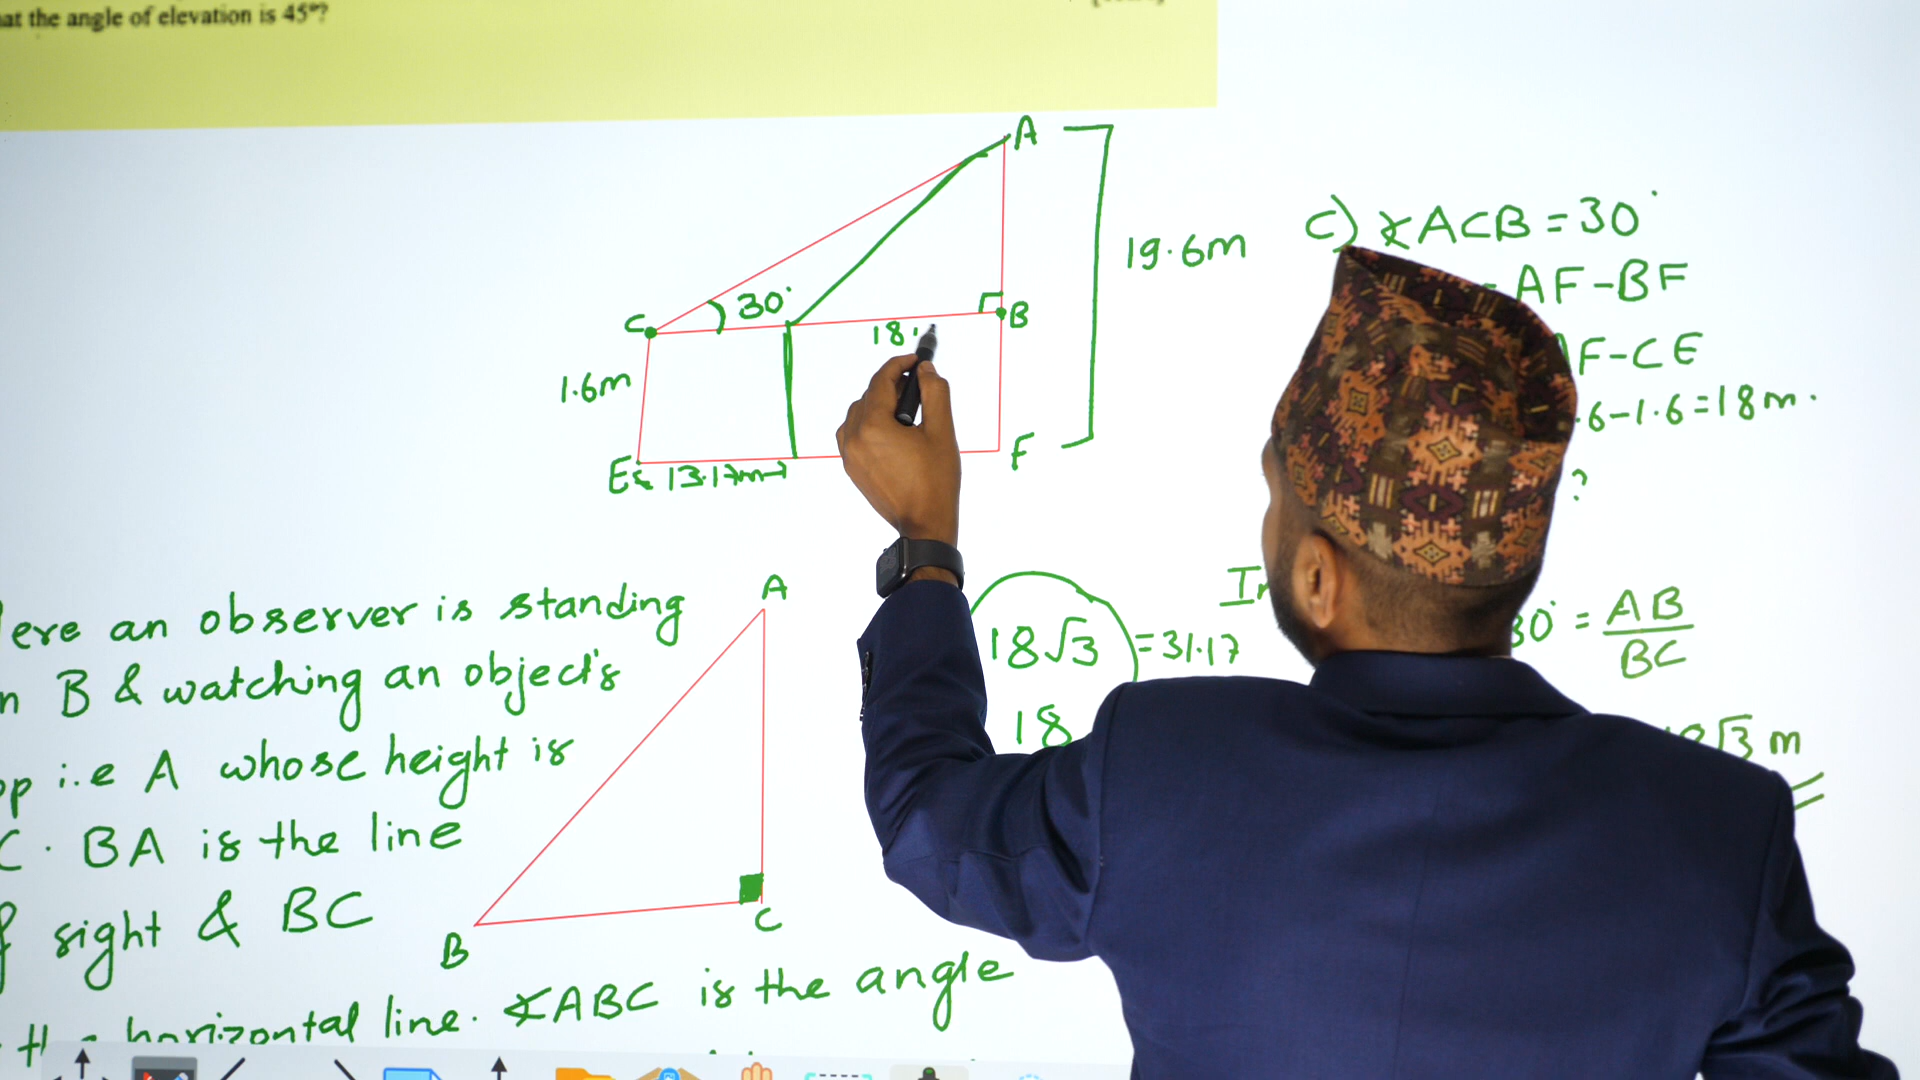 at the angle of elevation is 45°?
A
19.6m
30°
C
B
18.
1.6m
E
13.17m
F
C) ∠ACB = 30°
= AF-BF
F-CE
.6-1.6=18m.
?
ere an observer is standing
n B & watching an object's
op i.e A whose height is
C. BA is the line
f sight & BC
horizontal line. ∠ABC is the angle
A
B
C
18√3 = 31.17
18
In
30° = AB
BC
√3 m